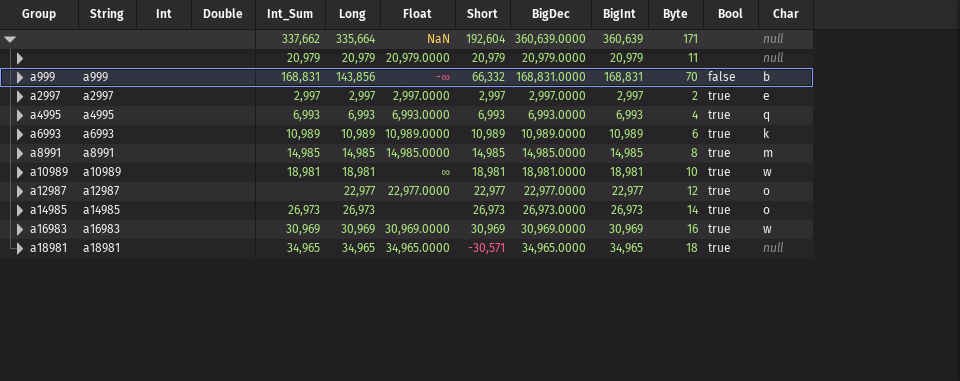 Group String Int Double Int_Sum Long Float Short BigDec BigInt Byte Bool Char
337,662 335,664 NaN 192,604 360,639.0000 360,639 171 null
20,979 20,979 20,979.0000 20,979 20,979.0000 20,979 11 null
a999 a999 168,831 143,856 -∞ 66,332 168,831.0000 168,831 70 false b
a2997 a2997 2,997 2,997 2,997.0000 2,997 2,997.0000 2,997 2 true e
a4995 a4995 6,993 6,993 6,993.0000 6,993 6,993.0000 6,993 4 true q
a6993 a6993 10,989 10,989 10,989.0000 10,989 10,989.0000 10,989 6 true k
a8991 a8991 14,985 14,985 14,985.0000 14,985 14,985.0000 14,985 8 true m
a10989 a10989 18,981 18,981 ∞ 18,981 18,981.0000 18,981 10 true w
a12987 a12987 22,977 22,977.0000 22,977 22,977.0000 22,977 12 true o
a14985 a14985 26,973 26,973 26,973 26,973.0000 26,973 14 true o
a16983 a16983 30,969 30,969 30,969.0000 30,969 30,969.0000 30,969 16 true w
a18981 a18981 34,965 34,965 34,965.0000 -30,571 34,965.0000 34,965 18 true null